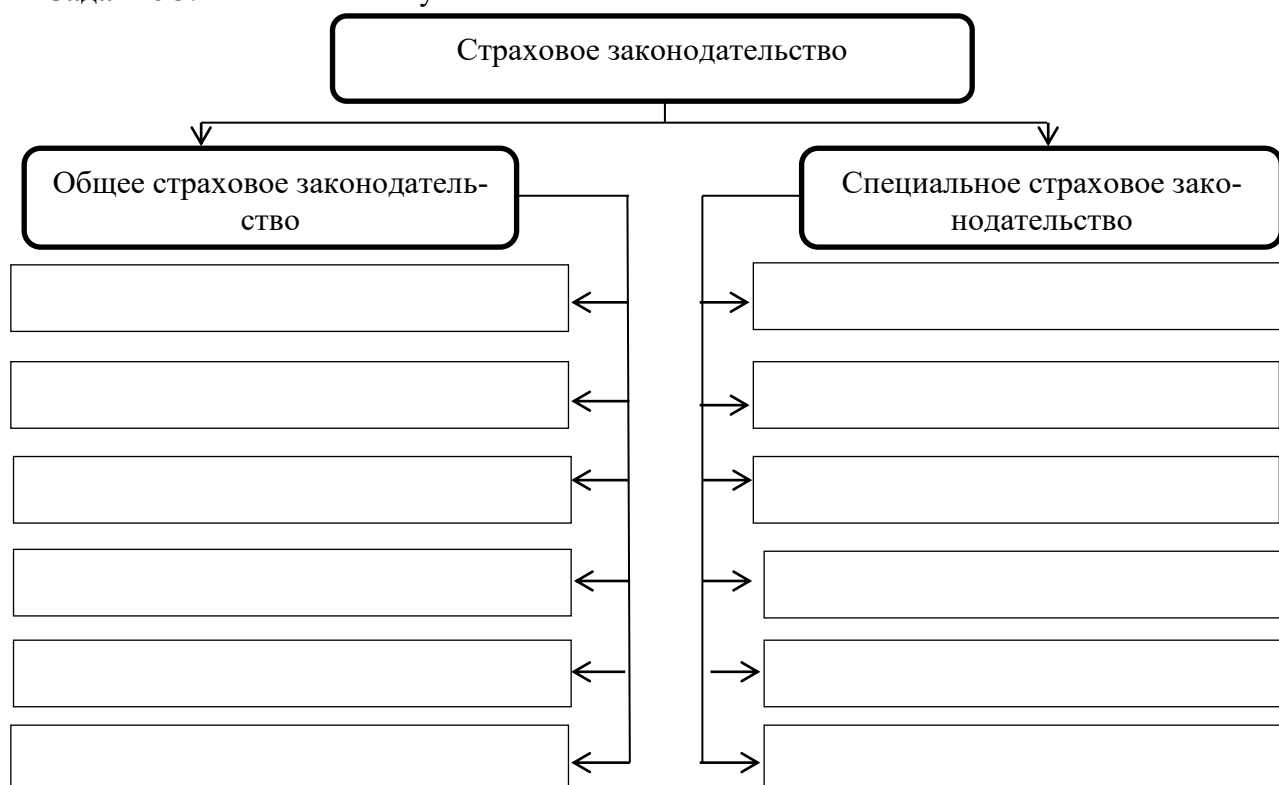 Страховое законодательство
Общее страховое законодатель-
ство
Специальное страховое зако-
нодательство